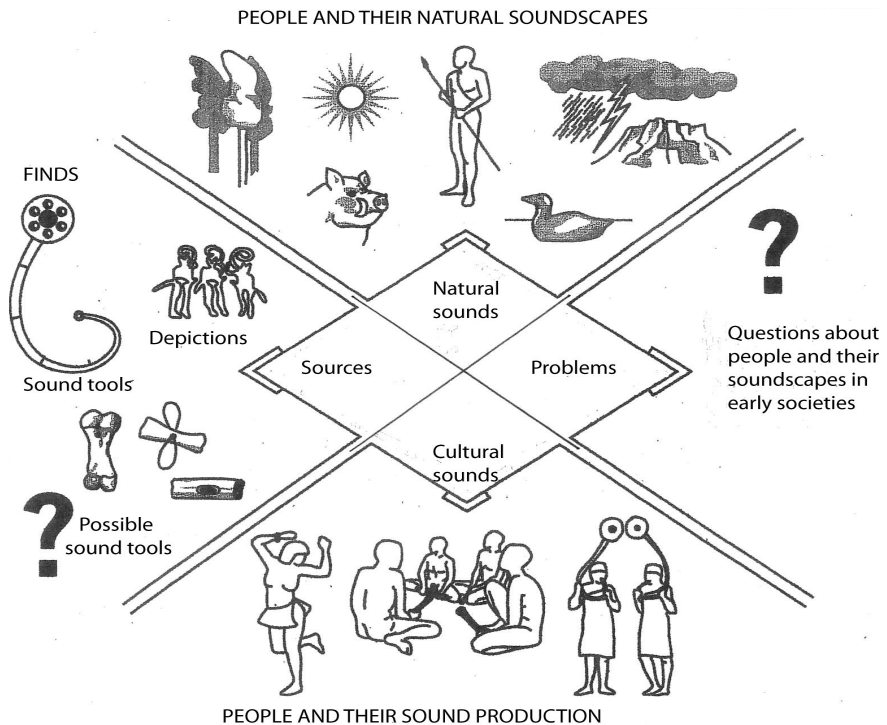 PEOPLE AND THEIR NATURAL SOUNDSCAPES
FINDS
?
Natural
sounds
Depictions
Questions about
people and their
soundscapes in
early societies
Sources
Problems
Sound tools
Cultural
sounds
?
Possible
sound tools
PEOPLE AND THEIR SOUND PRODUCTION